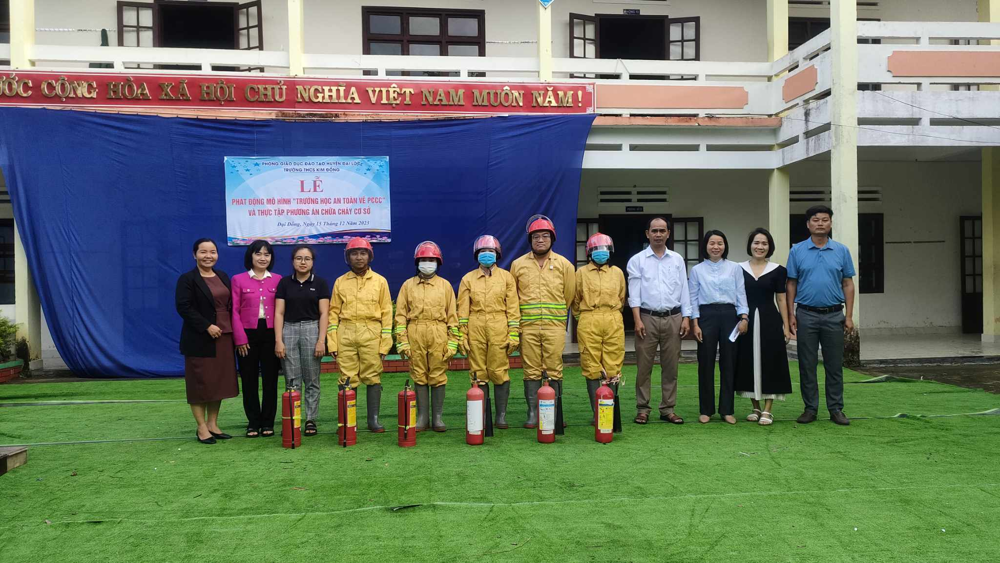 PHÒNG 12
ƯỚC CỘNG HÒA XÃ HỘI CHỦ NGHĨA VIỆT NAM MUÔN NĂM !
PHÒNG GIÁO DỤC ĐÀO TẠO HUYỆN ĐẠI LỘC
TRƯỜNG THCS KIM ĐỒNG
LỄ
PHÁT ĐỘNG MÔ HÌNH "TRƯỜNG HỌC AN TOÀN VỀ PCCC"
VÀ THỰC TẬP PHƯƠNG ÁN CHỮA CHÁY CƠ SỞ
Đại Đồng, Ngày 15 Tháng 12 Năm 2023